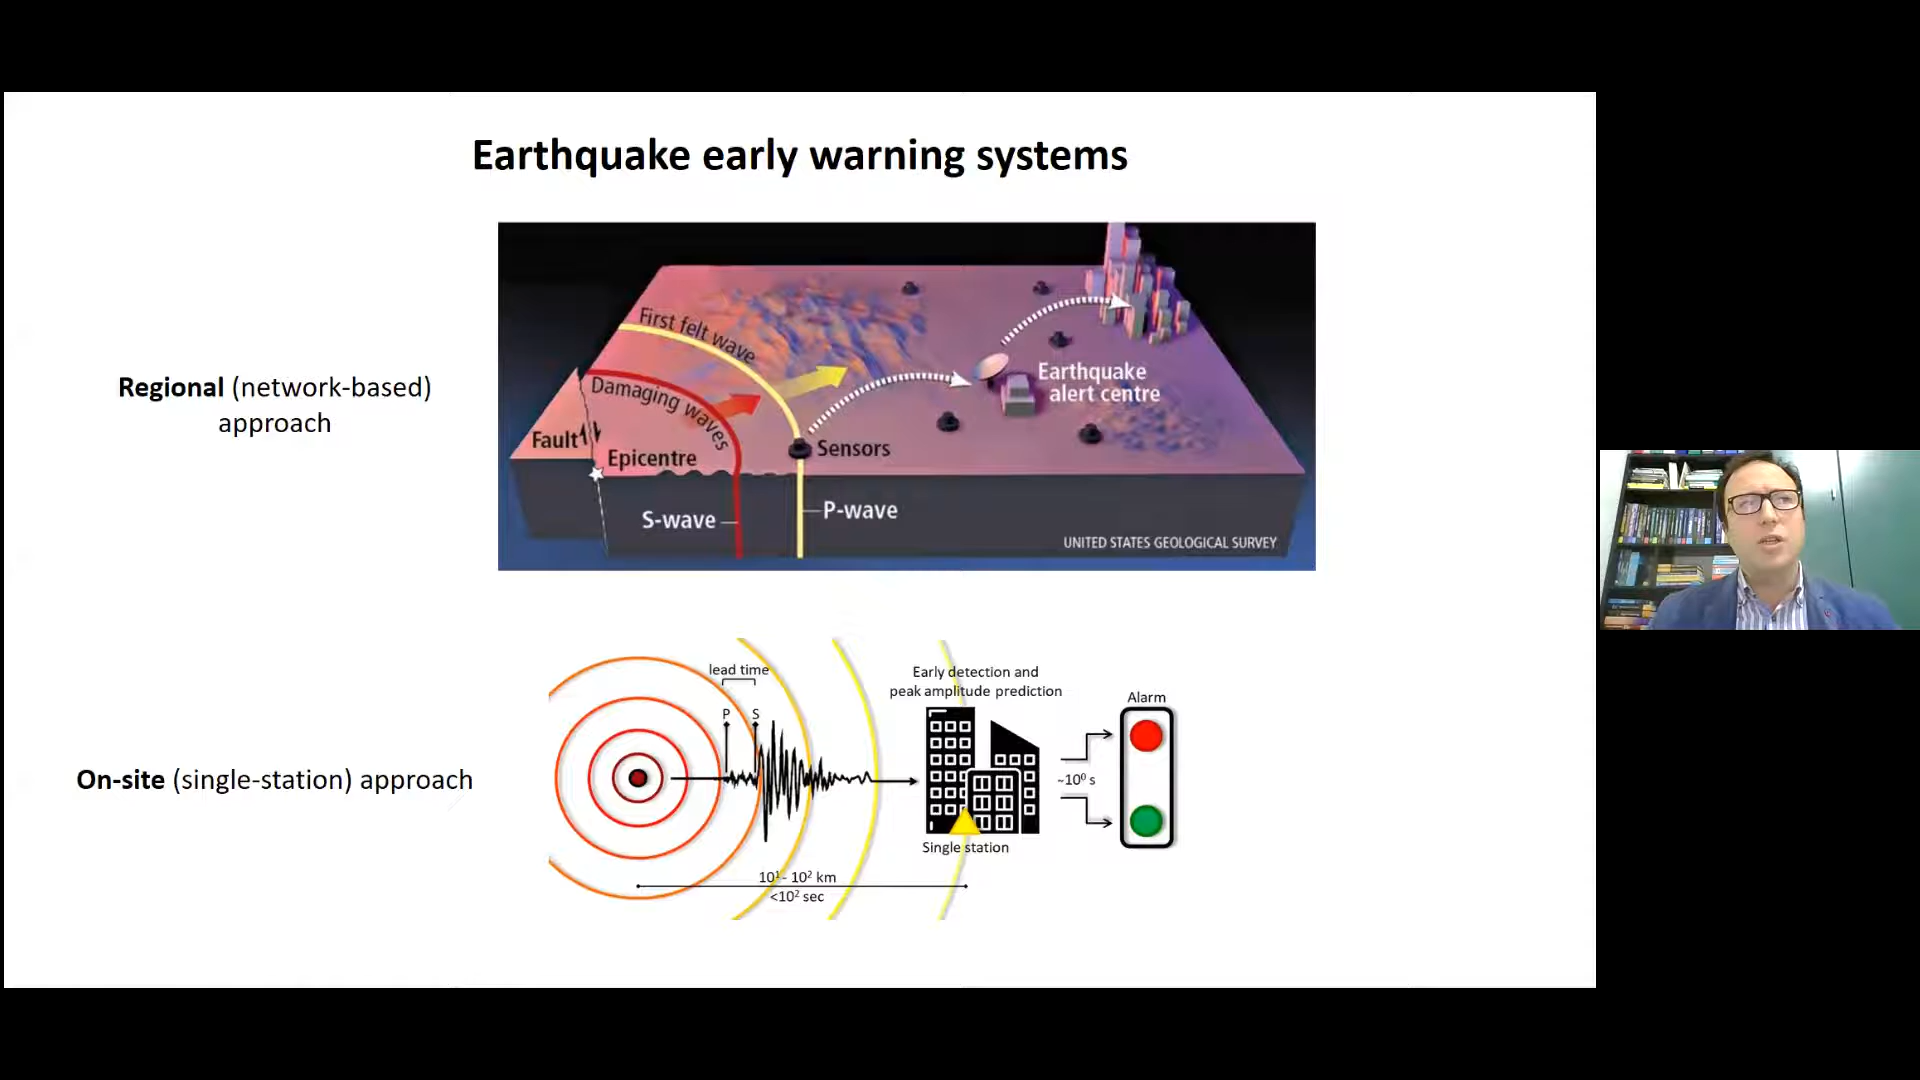 Earthquake early warning systems
Regional (network-based)
approach
First felt wave
Damaging waves
Fault
Epicentre
Sensors
Earthquake
alert centre
S-wave
P-wave
UNITED STATES GEOLOGICAL SURVEY
On-site (single-station) approach
lead time
P S
Early detection and
peak amplitude prediction
Alarm
~10⁰ s
Single station
10¹- 10² km
<10² sec